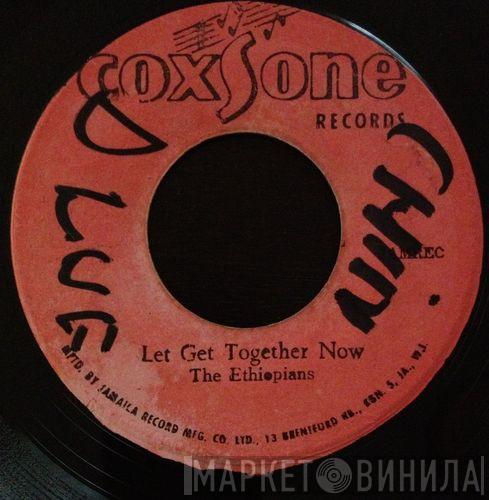 CoxSone
RECORDS
D LUG
CHIN
AMREC
Let Get Together Now
The Ethiopians
MFTD. BY JAMAICA RECORD MFG. CO. LTD., 13 BRENTFORD RD., KGN. 5, JA., W.I.
МАРКЕТ ВИНИЛА